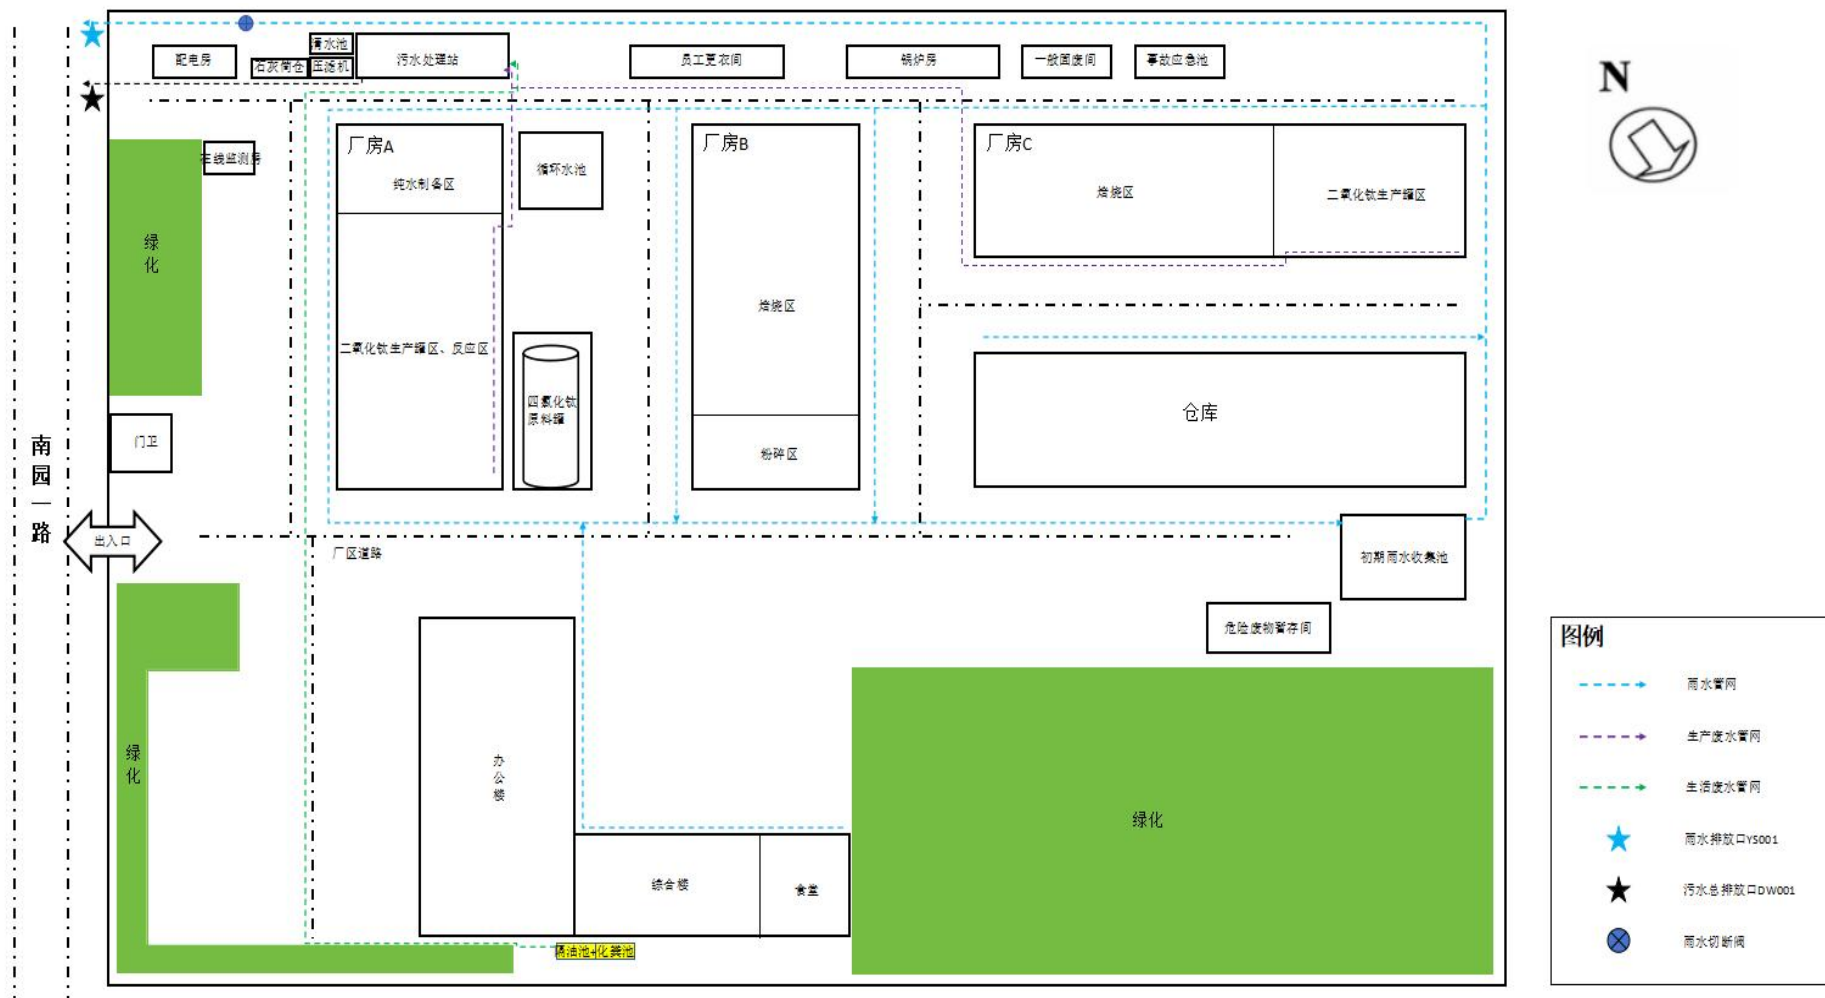 N
配电房
清水池
石灰筒仓
压滤机
污水处理站
员工更衣间
锅炉房
一般固废间
事故应急池
在线监测房
厂房A
纯水制备区
循环水池
厂房B
厂房C
焙烧区
二氧化钛生产罐区
绿化
焙烧区
二氧化钛生产罐区、反应区
四氯化钛
原料罐
仓库
门卫
粉碎区
南园一路
出入口
厂区道路
初期雨水收集池
危险废物暂存间
绿化
办公楼
绿化
综合楼
食堂
隔油池+化粪池
图例
雨水管网
生产废水管网
生活废水管网
雨水排放口YS001
污水总排放口DW001
雨水切断阀